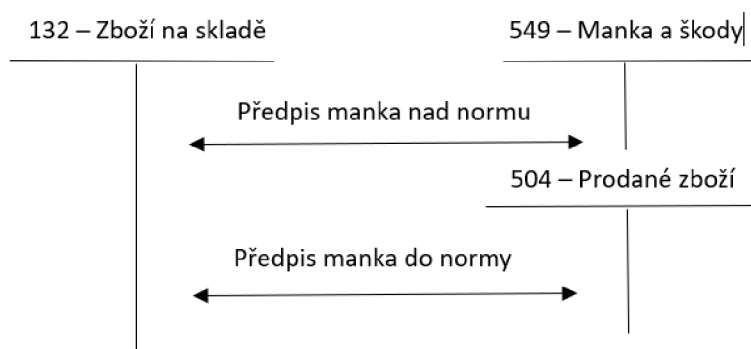 132 – Zboží na skladě
549 – Manka a škody
Předpis manka nad normu
504 – Prodané zboží
Předpis manka do normy